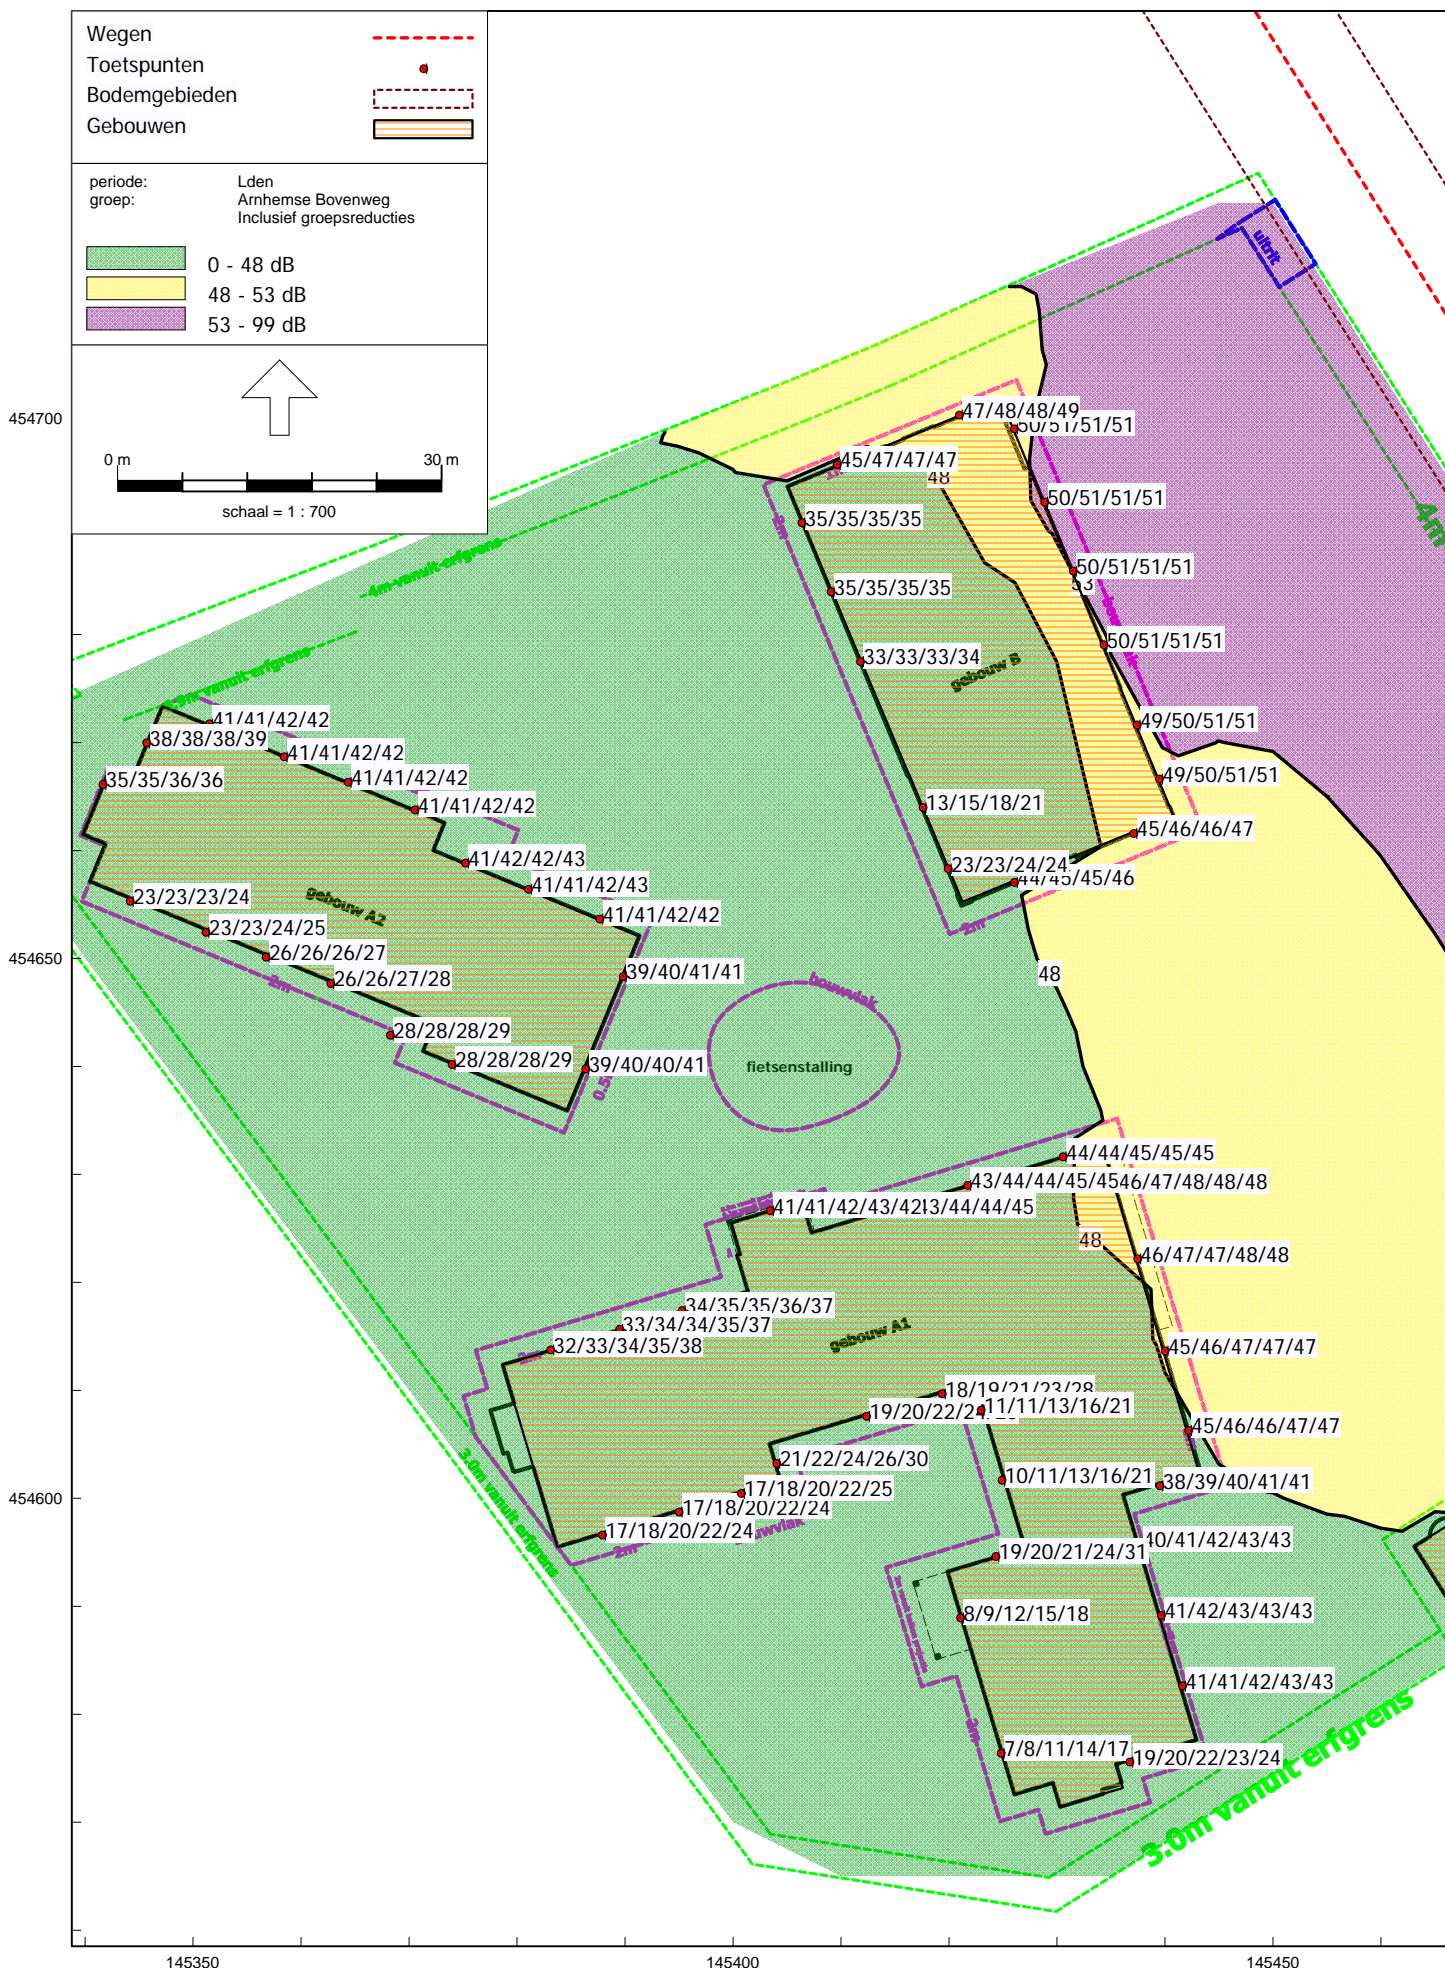 Wegen
Toetspunten
Bodemgebieden
Gebouwen
periode: Lden
groep: Arnhemse Bovenweg
Inclusief groepsreducties
0 - 48 dB
48 - 53 dB
53 - 99 dB
0 m 30 m
schaal = 1 : 700
uitrit
454700
47/48/48/49
50/51/51/51
45/47/47/47
48
50/51/51/51
35/35/35/35
4m
4m vanuit erfgrens
50/51/51/51
53
35/35/35/35
50/51/51/51
33/33/33/34
gebouw B
vanuit erfgrens
41/41/42/42
38/38/38/39
49/50/51/51
41/41/42/42
41/41/42/42
35/35/36/36
49/50/51/51
41/41/42/42
13/15/18/21
45/46/46/47
41/42/42/43
23/23/24/24
44/45/45/46
41/41/42/43
gebouw A2
23/23/23/24
41/41/42/42
2m
23/23/24/25
454650
26/26/26/27
39/40/41/41
48
26/26/27/28
2m
bouwvlak
28/28/28/29
28/28/28/29
39/40/40/41
fietsenstalling
44/44/45/45/45
43/44/44/45/45
46/47/48/48/48
41/41/42/43/42
43/44/44/45
48
46/47/47/48/48
34/35/35/36/37
33/34/34/35/37
gebouw A1
32/33/34/35/38
2m
45/46/47/47/47
18/19/21/23/28
11/11/13/16/21
19/20/22/24/
45/46/46/47/47
21/22/24/26/30
3.0m vanuit erfgrens
10/11/13/16/21
38/39/40/41/41
17/18/20/22/25
454600
17/18/20/22/24
17/18/20/22/24
bouwvlak
2m
40/41/42/43/43
19/20/21/24/31
8/9/12/15/18
41/42/43/43/43
41/41/42/43/43
2m
7/8/11/14/17
19/20/22/23/24
3.0m vanuit erfgrens
145350 145400 145450